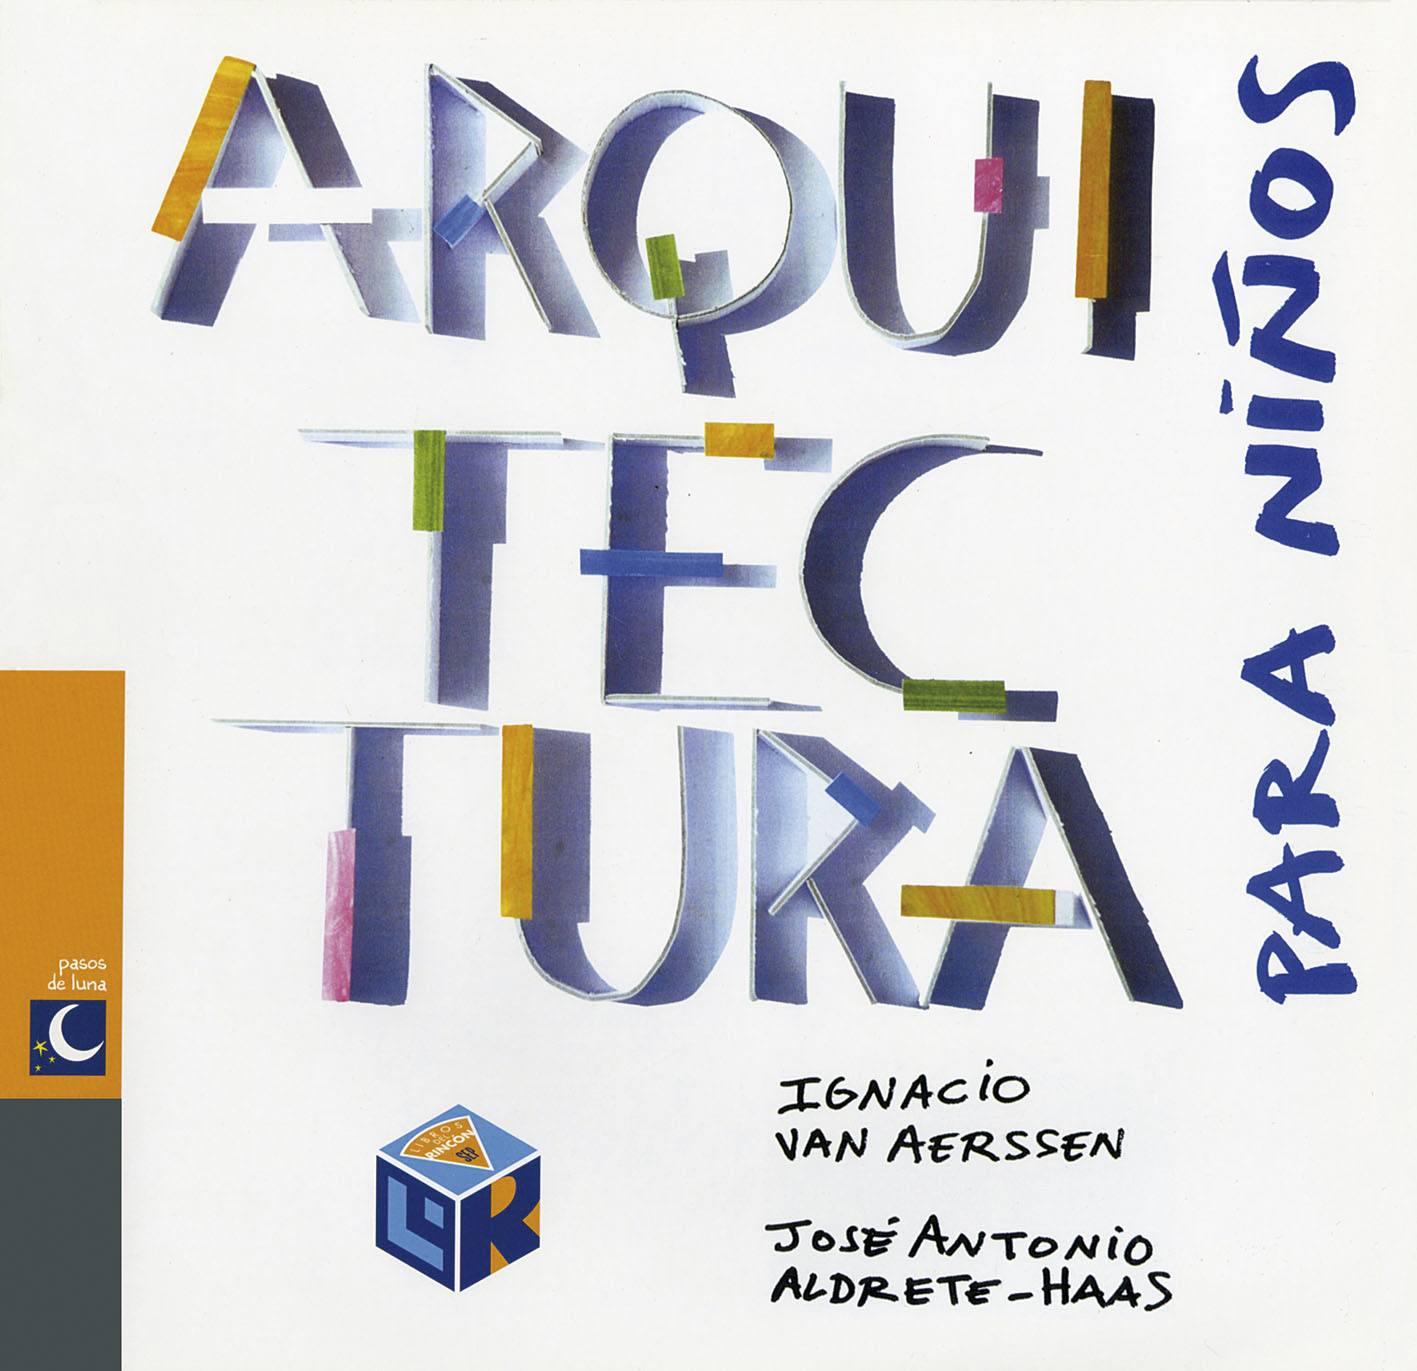 ARQUI
TEC
TURA
PARA NIÑOS
pasos
de luna
IGNACIO
VAN AERSSEN
JOSÉ ANTONIO
ALDRETE-HAAS
LIBROS
DEL
RINCÓN
SEP
LR